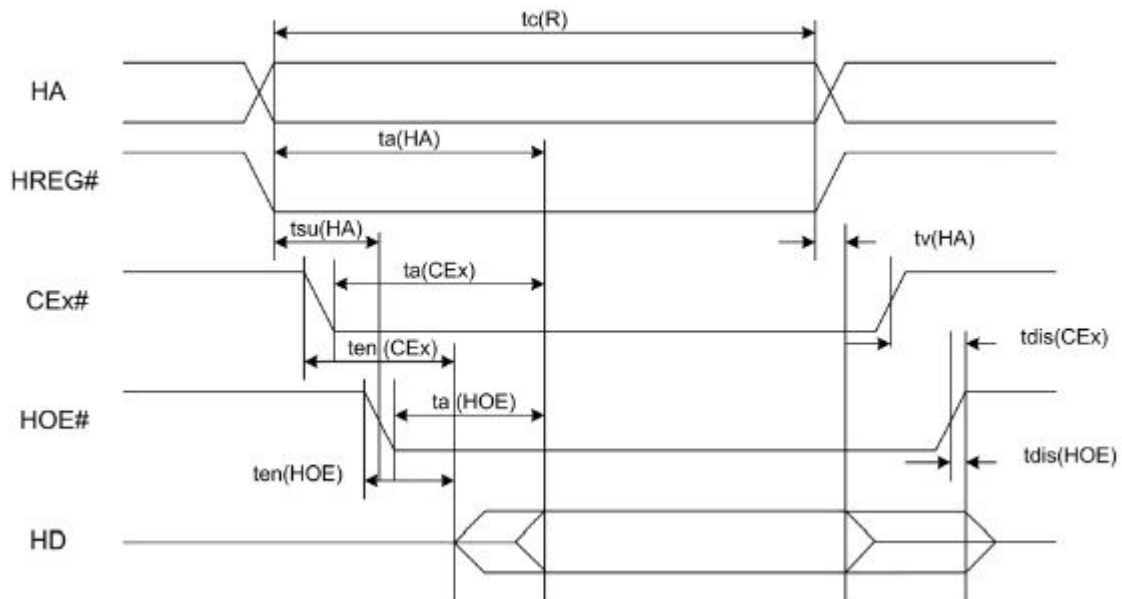 tc(R)
HA
ta(HA)
HREG#
tsu(HA)
tv(HA)
ta(CEx)
CEx#
ten (CEx)
tdis(CEx)
ta (HOE)
HOE#
ten(HOE)
tdis(HOE)
HD